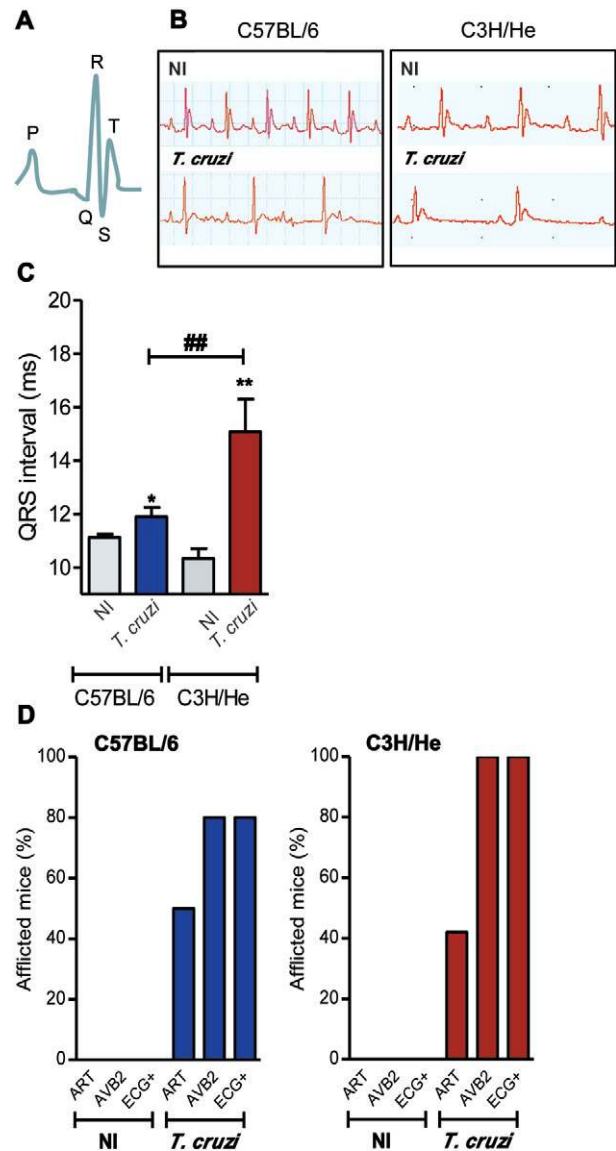 A
R
P
T
Q
S
B
C57BL/6
C3H/He
NI
NI
T. cruzi
T. cruzi
C
QRS interval (ms)
20
18
16
14
12
10
##
*
**
NI
T. cruzi
NI
T. cruzi
C57BL/6
C3H/He
D
C57BL/6
Afflicted mice (%)
100
80
60
40
20
0
ART
AVB2
ECG+
ART
AVB2
ECG+
NI
T. cruzi
C3H/He
Afflicted mice (%)
100
80
60
40
20
0
ART
AVB2
ECG+
ART
AVB2
ECG+
NI
T. cruzi